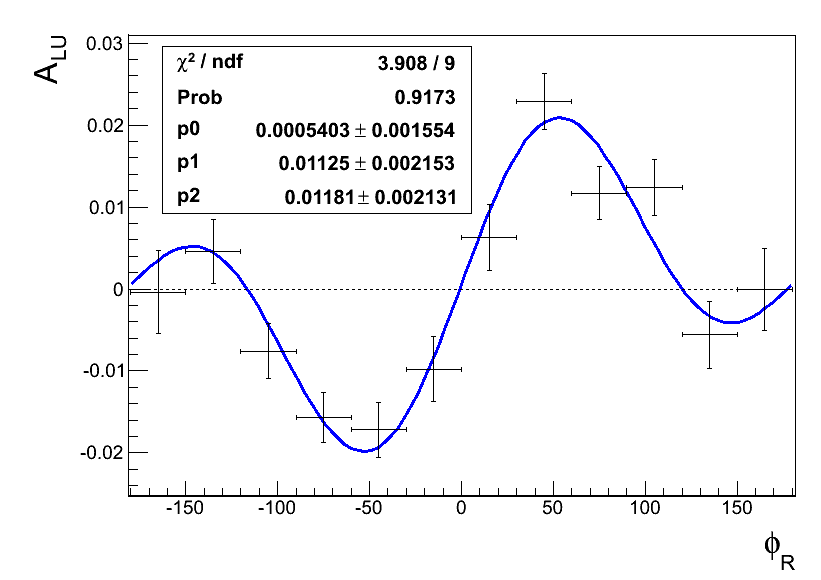 A_LU
0.03
0.02
0.01
0
-0.01
-0.02
χ² / ndf 3.908 / 9
Prob 0.9173
p0 0.0005403 ± 0.001554
p1 0.01125 ± 0.002153
p2 0.01181 ± 0.002131
-150 -100 -50 0 50 100 150
ϕ_R